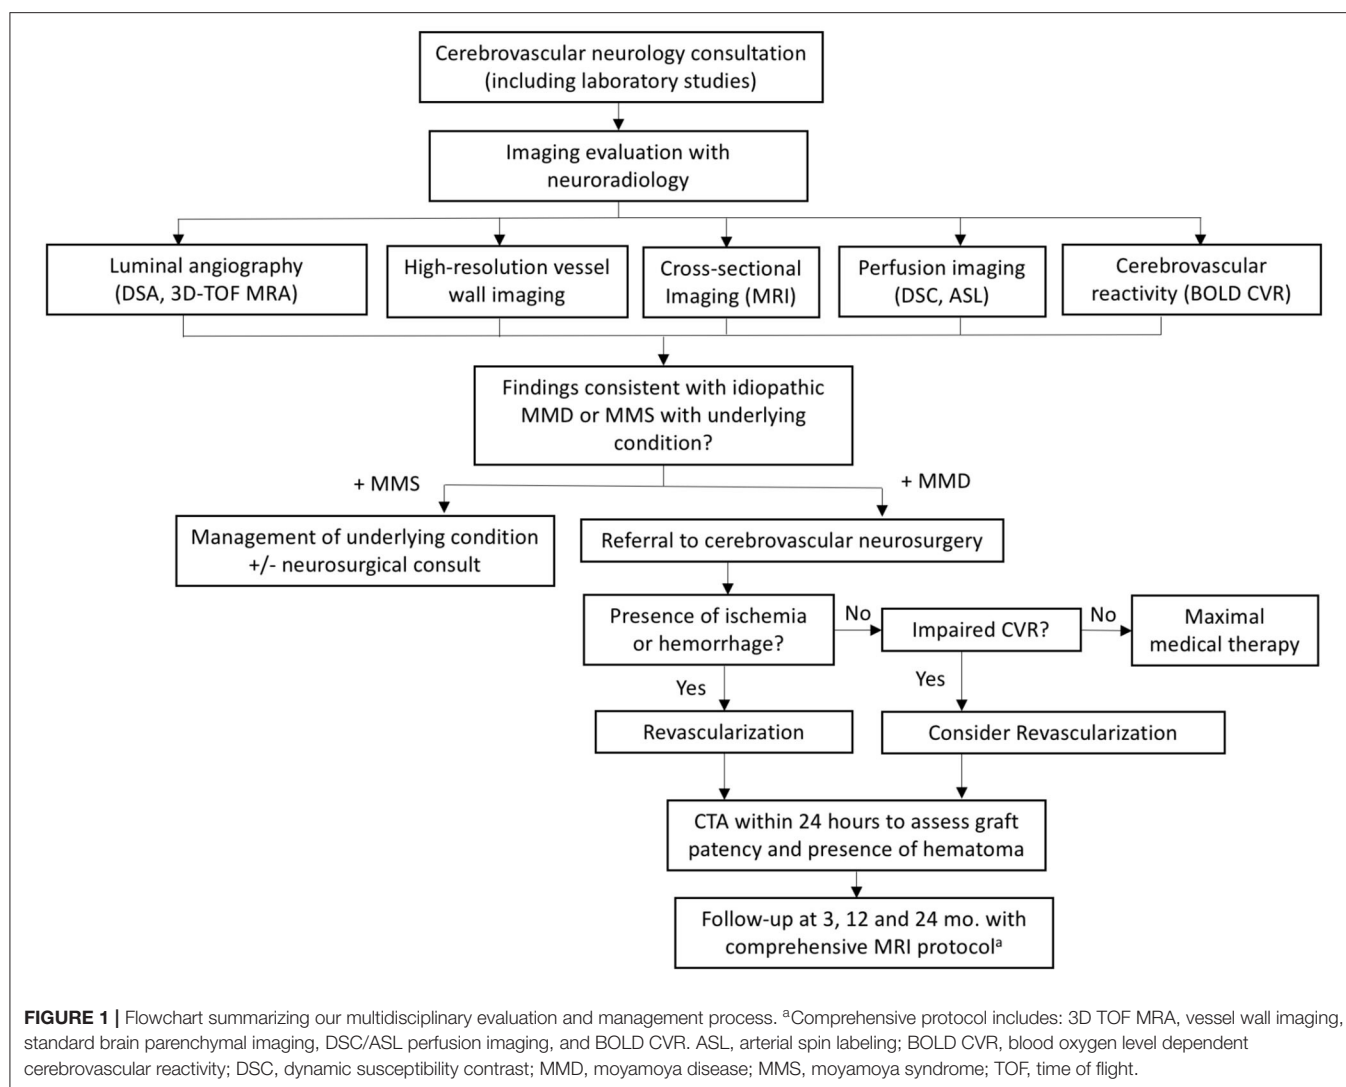 Cerebrovascular neurology consultation
(including laboratory studies)
Imaging evaluation with
neuroradiology
Luminal angiography
(DSA, 3D-TOF MRA)
High-resolution vessel
wall imaging
Cross-sectional
Imaging (MRI)
Perfusion imaging
(DSC, ASL)
Cerebrovascular
reactivity (BOLD CVR)
Findings consistent with idiopathic
MMD or MMS with underlying
condition?
+ MMS
+ MMD
Management of underlying condition
+/- neurosurgical consult
Referral to cerebrovascular neurosurgery
Presence of ischemia
or hemorrhage?
No
Impaired CVR?
No
Maximal
medical therapy
Yes
Yes
Revascularization
Consider Revascularization
CTA within 24 hours to assess graft
patency and presence of hematoma
Follow-up at 3, 12 and 24 mo. with
comprehensive MRI protocolᵃ
FIGURE 1 | Flowchart summarizing our multidisciplinary evaluation and management process. ᵃComprehensive protocol includes: 3D TOF MRA, vessel wall imaging,
standard brain parenchymal imaging, DSC/ASL perfusion imaging, and BOLD CVR. ASL, arterial spin labeling; BOLD CVR, blood oxygen level dependent
cerebrovascular reactivity; DSC, dynamic susceptibility contrast; MMD, moyamoya disease; MMS, moyamoya syndrome; TOF, time of flight.